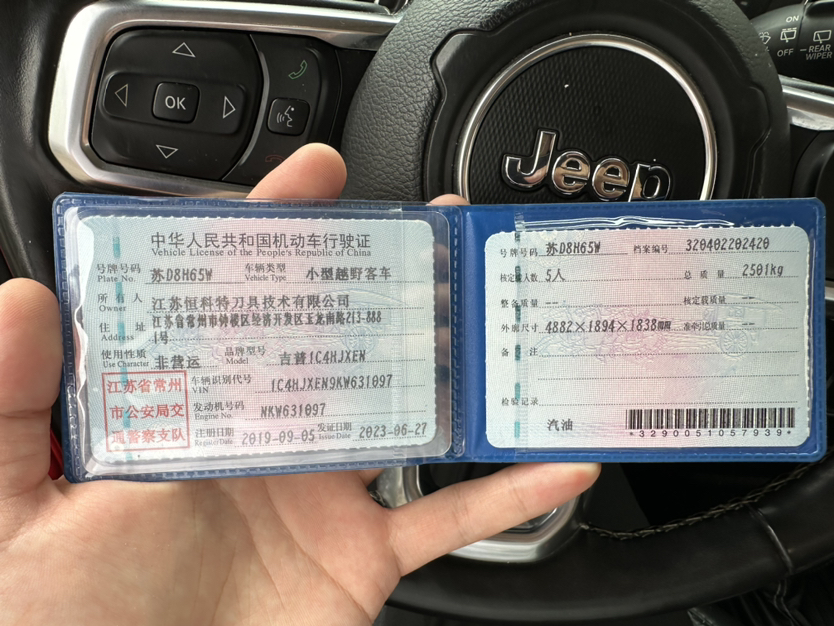 OK
ON
OFF
REAR
WIPER
Jeep
中华人民共和国机动车行驶证
Vehicle License of the People's Republic of China
号牌号码 苏D8H65W 车辆类型 小型越野客车
Plate No. Vehicle Type
所有人 江苏恒科特刀具技术有限公司
Owner
住址 江苏省常州市钟楼区经济开发区玉龙南路213-888
1号
Address
使用性质 非营运 品牌型号 吉普1C4HJXEN
Use Character Model
江苏省常州
市公安局交
通警察支队
车辆识别代号 1C4HJXEN9KW631097
VIN
发动机号码 NKW631097
Engine No.
注册日期 2019-09-05 发证日期 2023-06-27
Register Date Issue Date
号牌号码 苏D8H65W 档案编号 320402202420
核定载人数 5人 总质量 2501kg
整备质量 -- 核定载质量 --
外廓尺寸 4882×1894×1838mm 准牵引总质量 --
备注
检验记录
汽油
*3290051057939*